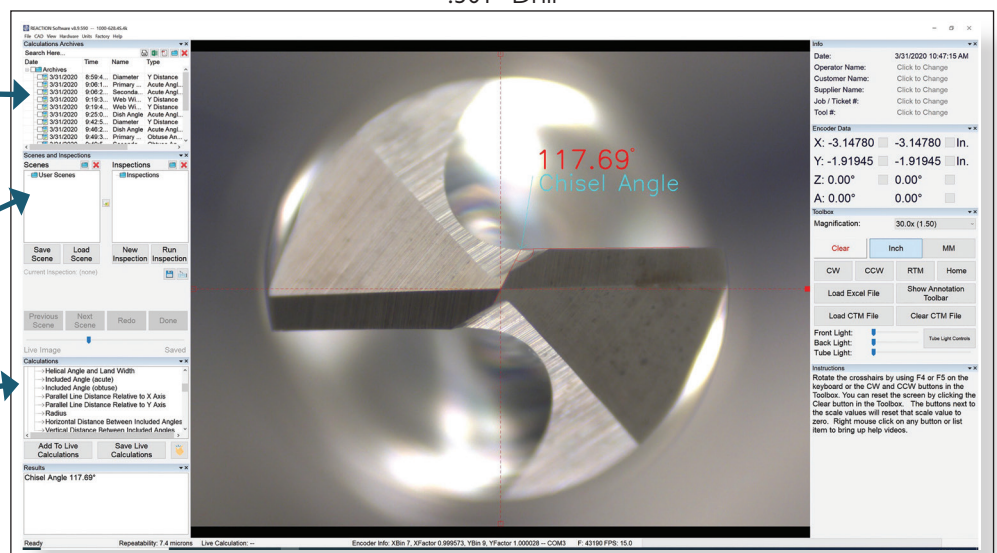 REACTION Software v8.9.590 -- 1099-628.45.46
File CAD View Hardware Units Factory Help
Calculations Archives
Search Here...
Date Time Name Type
Archives
3/31/2020 8:59:4... Diameter Y Distance
3/31/2020 9:06:1... Primary ... Acute Angl...
3/31/2020 9:06:2... Seconda... Acute Angl...
3/31/2020 9:19:3... Web Wi... Y Distance
3/31/2020 9:19:4... Web Wi... Y Distance
3/31/2020 9:25:0... Dish Angle Acute Angl...
3/31/2020 9:42:5... Diameter Y Distance
3/31/2020 9:46:2... Dish Angle Acute Angl...
3/31/2020 9:49:3... Primary ... Obtuse An...
Scenes and Inspections
Scenes Inspections
User Scenes Inspections
Save Scene
Load Scene
New Inspection
Run Inspection
Current Inspection: (none)
Previous Scene
Next Scene
Redo
Done
Live Image Saved
Calculations
Helical Angle and Land Width
Included Angle (acute)
Included Angle (obtuse)
Parallel Line Distance Relative to X Axis
Parallel Line Distance Relative to Y Axis
Radius
Horizontal Distance Between Included Angles
Vertical Distance Between Included Angles
Add To Live Calculations
Save Live Calculations
Results
Chisel Angle 117.69°
Ready Repeatability: 7.4 microns Live Calculation: -- Encoder Info: XBin 7, XFactor 0.999573, YBin 9, YFactor 1.000028 -- COM3 F: 43190 FPS: 15.0
117.69°
Chisel Angle
Info
Date: 3/31/2020 10:47:15 AM
Operator Name: Click to Change
Customer Name: Click to Change
Supplier Name: Click to Change
Job / Ticket #: Click to Change
Tool #: Click to Change
Encoder Data
X: -3.14780 -3.14780 In.
Y: -1.91945 -1.91945 In.
Z: 0.00° 0.00°
A: 0.00° 0.00°
Toolbox
Magnification: 30.0x (1.50)
Clear Inch MM
CW CCW RTM Home
Load Excel File
Show Annotation Toolbar
Load CTM File Clear CTM File
Front Light:
Back Light:
Tube Light:
Tube Light Controls
Instructions
Rotate the crosshairs by using F4 or F5 on the
keyboard or the CW and CCW buttons in the
Toolbox. You can reset the screen by clicking the
Clear button in the Toolbox. The buttons next to
the scale values will reset that scale value to
zero. Right mouse click on any button or list
item to bring up help videos.